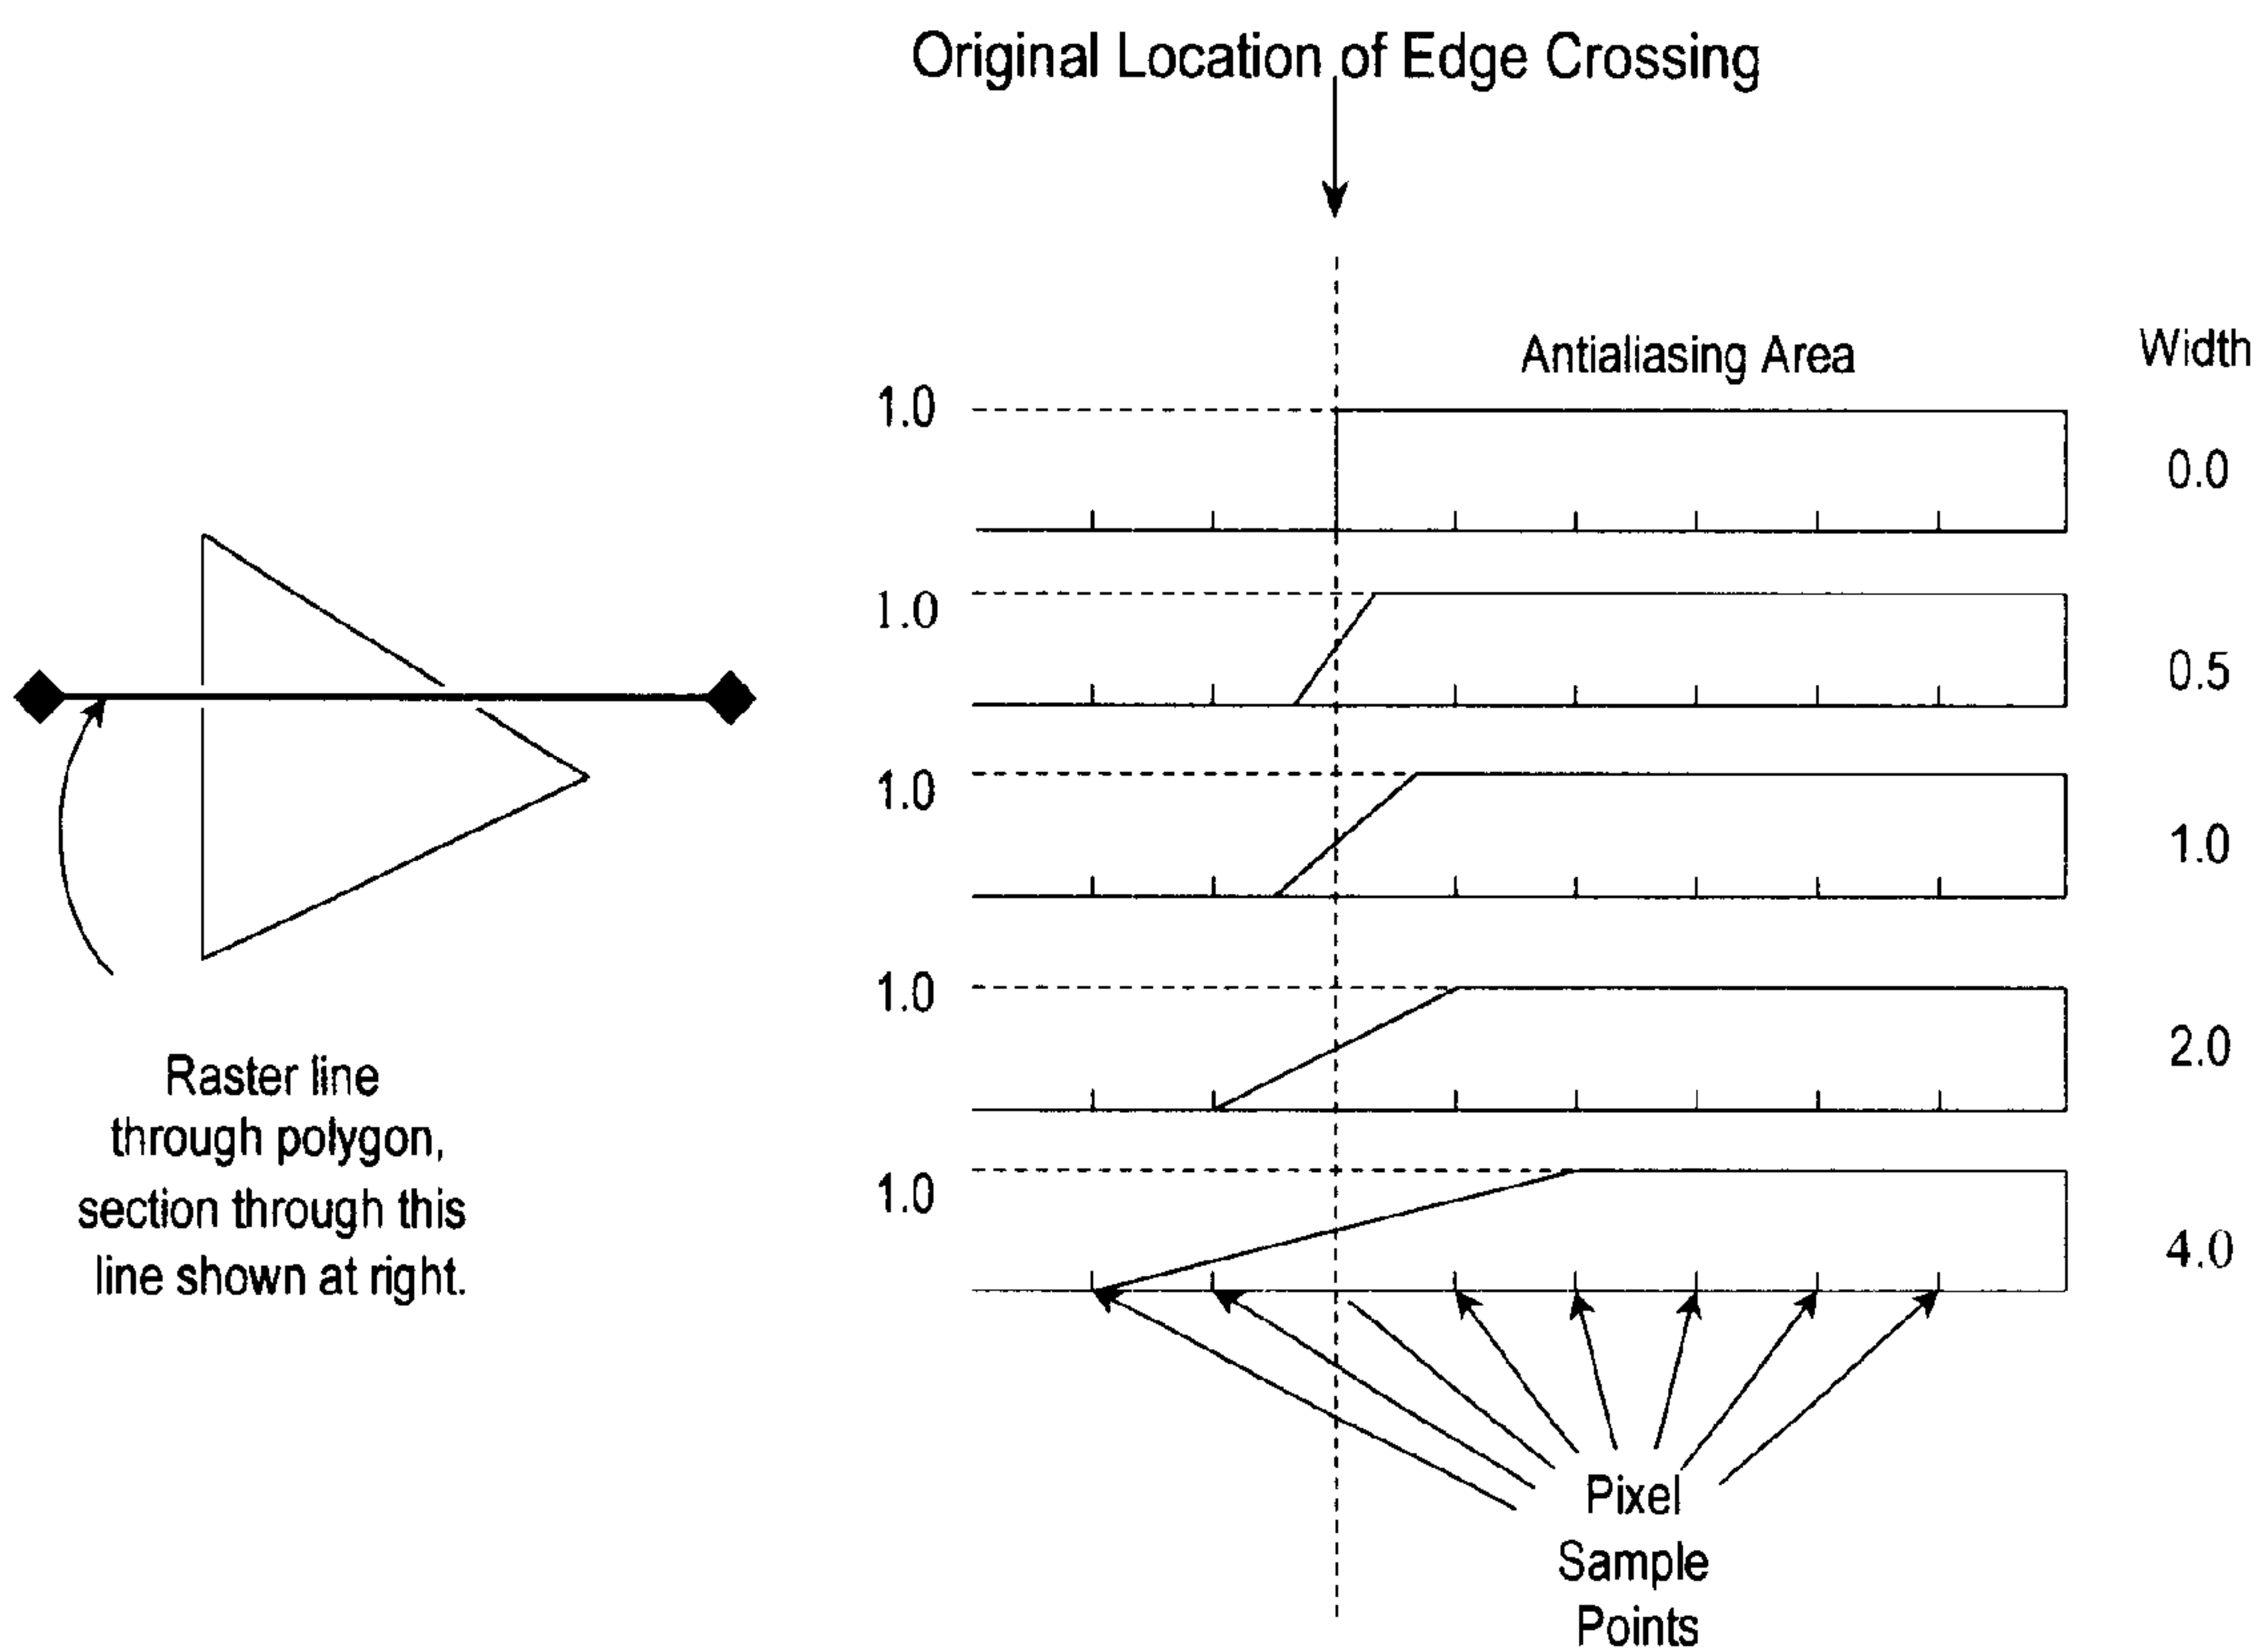 Original Location of Edge Crossing
Antialiasing Area
Width
1.0
0.0
1.0
0.5
1.0
1.0
1.0
2.0
1.0
4.0
Raster line
through polygon,
section through this
line shown at right.
Pixel
Sample
Points